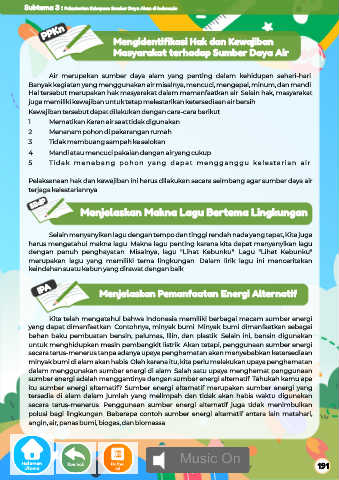 Subtema 3 : Pelestarian Kekayaan Sumber Daya Alam di Indonesia
PPKn
Mengidentifikasi Hak dan Kewajiban
Masyarakat terhadap Sumber Daya Air
Air merupakan sumber daya alam yang penting dalam kehidupan sehari-hari
Banyak kegiatan yang menggunakan air misalnya, mencuci, mengepel, minum, dan mandi
Hal tersebut merupakan hak masyarakat dalam memanfaatkan air Selain hak, masyarakat
juga memiliki kewajiban untuk tetap melestarikan ketersediaan air bersih
Kewajiban tersebut dapat dilakukan dengan cara-cara berikut
1 Mematikan Keran air saat tidak digunakan
2 Menanam pohon di pekarangan rumah
3 Tidak membuang sampah ke selokan
4 Mandi atau mencuci pakaian dengan air yang cukup
5 Tidak menebang pohon yang dapat mengganggu kelestarian air
Pelaksanaan hak dan kewajiban ini harus dilakukan secara seimbang agar sumber daya air
terjaga kelestariannya
SBdP
Menjelaskan Makna Lagu Bertema Lingkungan
Selain menyanyikan lagu dengan tempo dan tinggi rendah nada yang tepat, Kita juga
harus mengetahui makna lagu Makna lagu penting karena kita dapat menyanyikan lagu
dengan penuh penghayatan Misalnya, lagu "Lihat Kebunku" Lagu "Lihat Kebunku"
merupakan lagu yang memiliki tema lingkungan Dalam lirik lagu ini menceritakan
keindahan suatu kebun yang dirawat dengan baik
IPA
Menjelaskan Pemanfaatan Energi Alternatif
Kita telah mengetahui bahwa Indonesia memiliki berbagai macam sumber energi
yang dapat dimanfaatkan Contohnya, minyak bumi Minyak bumi dimanfaatkan sebagai
bahan baku pembuatan bensin, pelumas, lilin, dan plastik Selain ini, bensin digunakan
untuk menghidupkan mesin pembangkit listrik Akan tetapi, penggunaan sumber energi
secara terus-menerus tanpa adanya upaya penghematan akan menyebabkan ketersediaan
minyak bumi di alam akan habis Oleh karena itu, kita perlu melakukan upaya penghematan
dalam menggunakan sumber energi di alam Salah satu upaya menghemat penggunaan
sumber energi adalah menggantinya dengan sumber energi alternatif Tahukah kamu apa
itu sumber energi alternatif? Sumber energi alternatif merupakan sumber energi yang
tersedia di alam dalam jumlah yang melimpah dan tidak akan habis waktu digunakan
secara terus-menerus Penggunaan sumber energi alternatif juga tidak menimbulkan
polusi bagi lingkungan Beberapa contoh sumber energi alternatif antara lain matahari,
angin, air, panas bumi, biogas, dan biomassa
Halaman
Utama
Music On
191